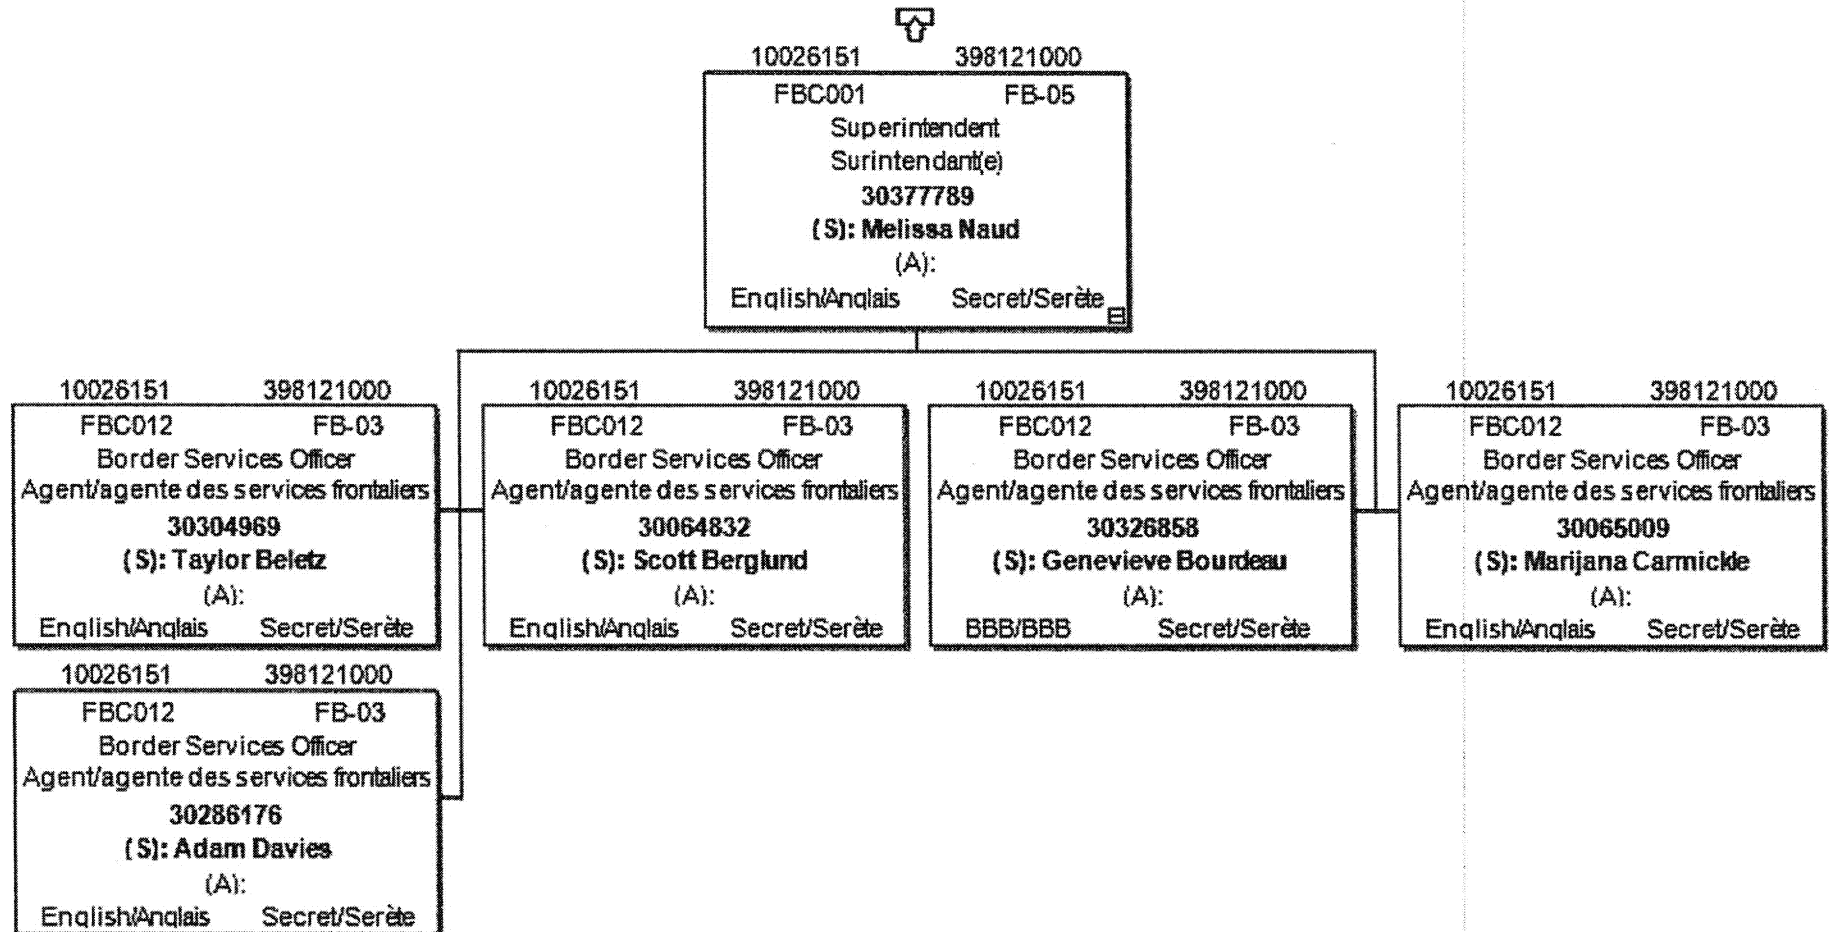 10026151 398121000
FBC001 FB-05
Superintendent
Surintendant(e)
30377789
(S): Melissa Naud
(A):
English/Anglais Secret/Serète
10026151 398121000
FBC012 FB-03
Border Services Officer
Agent/agente des services frontaliers
30304969
(S): Taylor Beletz
(A):
English/Anglais Secret/Serète
10026151 398121000
FBC012 FB-03
Border Services Officer
Agent/agente des services frontaliers
30064832
(S): Scott Berglund
(A):
English/Anglais Secret/Serète
10026151 398121000
FBC012 FB-03
Border Services Officer
Agent/agente des services frontaliers
30326858
(S): Genevieve Bourdeau
(A):
BBB/BBB Secret/Serète
10026151 398121000
FBC012 FB-03
Border Services Officer
Agent/agente des services frontaliers
30065009
(S): Marijana Carmickle
(A):
English/Anglais Secret/Serète
10026151 398121000
FBC012 FB-03
Border Services Officer
Agent/agente des services frontaliers
30286176
(S): Adam Davies
(A):
English/Anglais Secret/Serète